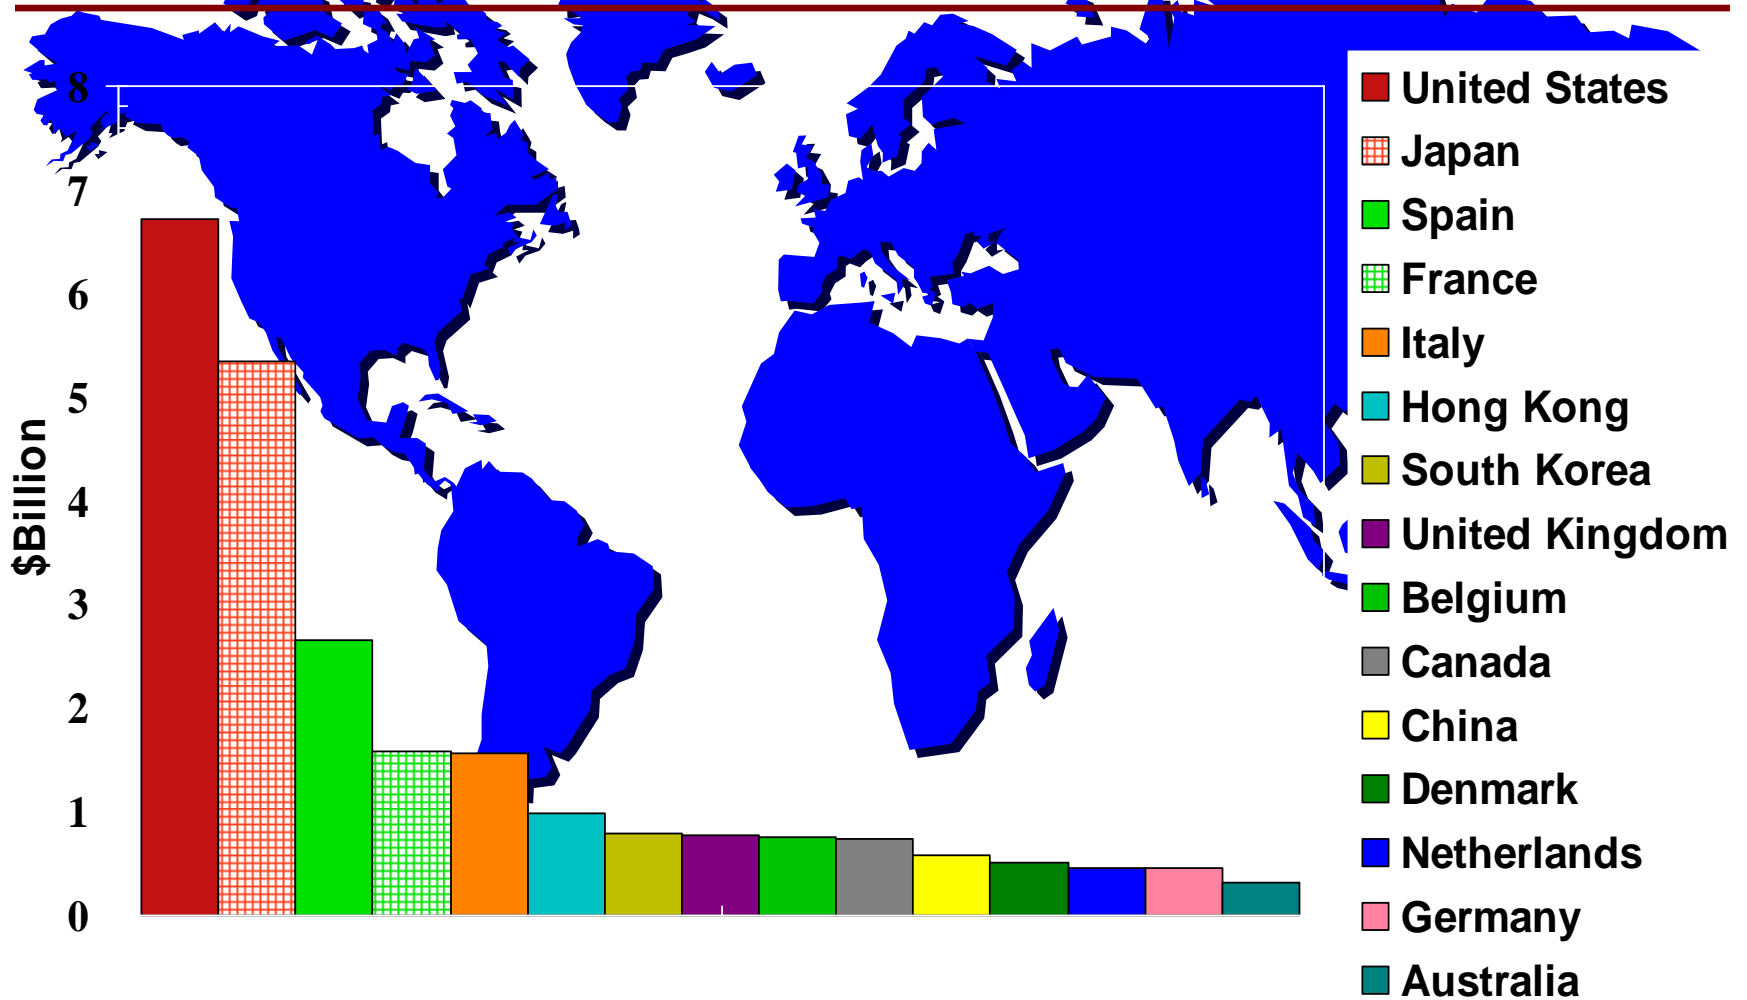 8
7
6
5
4
3
2
1
0
$Billion
United States
Japan
Spain
France
Italy
Hong Kong
South Korea
United Kingdom
Belgium
Canada
China
Denmark
Netherlands
Germany
Australia